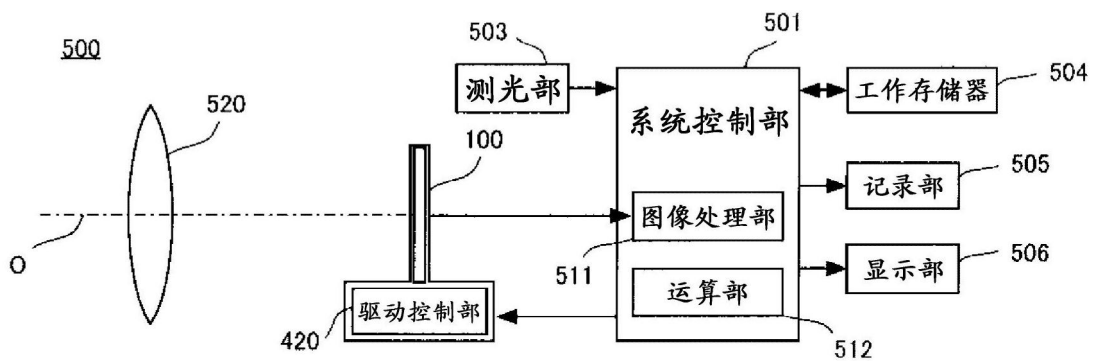 500
503
测光部
501
系统控制部
504
工作存储器
520
100
505
记录部
图像处理部
511
506
显示部
O
运算部
512
驱动控制部
420